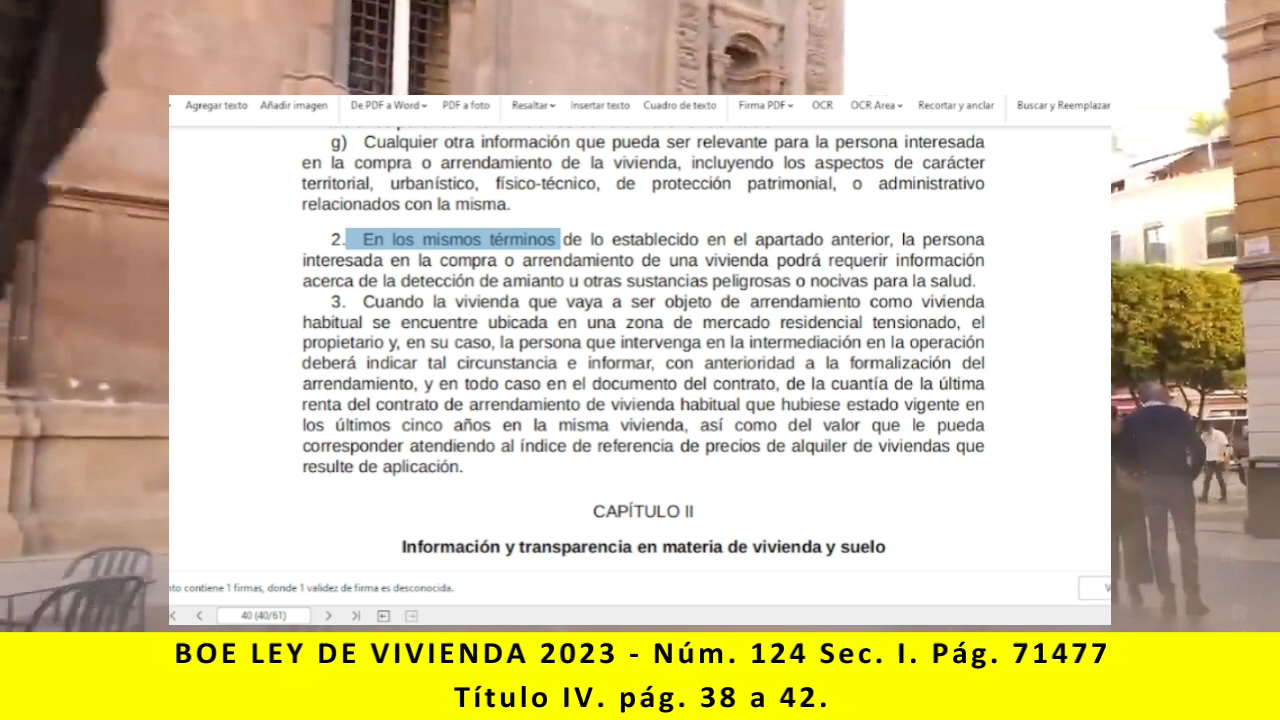 Agregar texto Añadir imagen De PDF a Word PDF a foto Resaltar Insertar texto Cuadro de texto Firma PDF OCR OCR Area Recortar y anclar Buscar y Reemplazar
g) Cualquier otra información que pueda ser relevante para la persona interesada
en la compra o arrendamiento de la vivienda, incluyendo los aspectos de carácter
territorial, urbanístico, físico-técnico, de protección patrimonial, o administrativo
relacionados con la misma.
2. En los mismos términos de lo establecido en el apartado anterior, la persona
interesada en la compra o arrendamiento de una vivienda podrá requerir información
acerca de la detección de amianto u otras sustancias peligrosas o nocivas para la salud.
3. Cuando la vivienda que vaya a ser objeto de arrendamiento como vivienda
habitual se encuentre ubicada en una zona de mercado residencial tensionado, el
propietario y, en su caso, la persona que intervenga en la intermediación en la operación
deberá indicar tal circunstancia e informar, con anterioridad a la formalización del
arrendamiento, y en todo caso en el documento del contrato, de la cuantía de la última
renta del contrato de arrendamiento de vivienda habitual que hubiese estado vigente en
los últimos cinco años en la misma vivienda, así como del valor que le pueda
corresponder atendiendo al índice de referencia de precios de alquiler de viviendas que
resulte de aplicación.
CAPÍTULO II
Información y transparencia en materia de vivienda y suelo
contiene 1 firmas, donde 1 validez de firma es desconocida.
40 (40/61)
BOE LEY DE VIVIENDA 2023 - Núm. 124 Sec. I. Pág. 71477
Título IV. pág. 38 a 42.